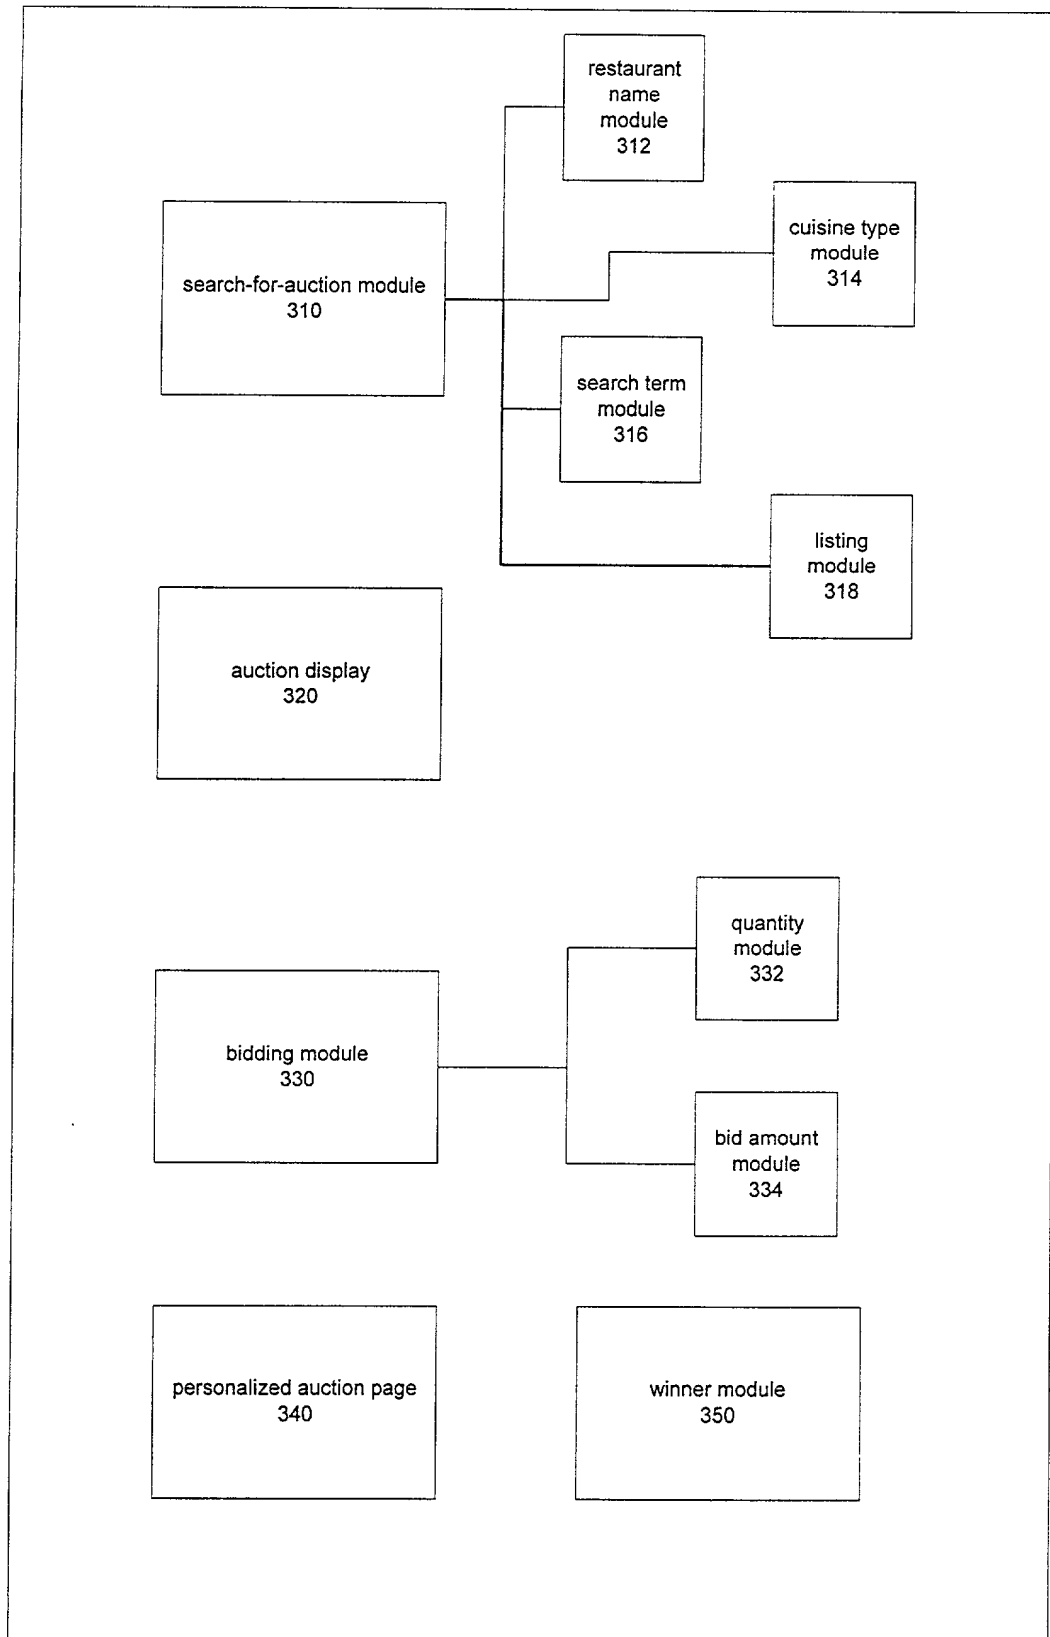 restaurant
name
module
312
cuisine type
module
314
search-for-auction module
310
search term
module
316
listing
module
318
auction display
320
quantity
module
332
bidding module
330
bid amount
module
334
personalized auction page
340
winner module
350